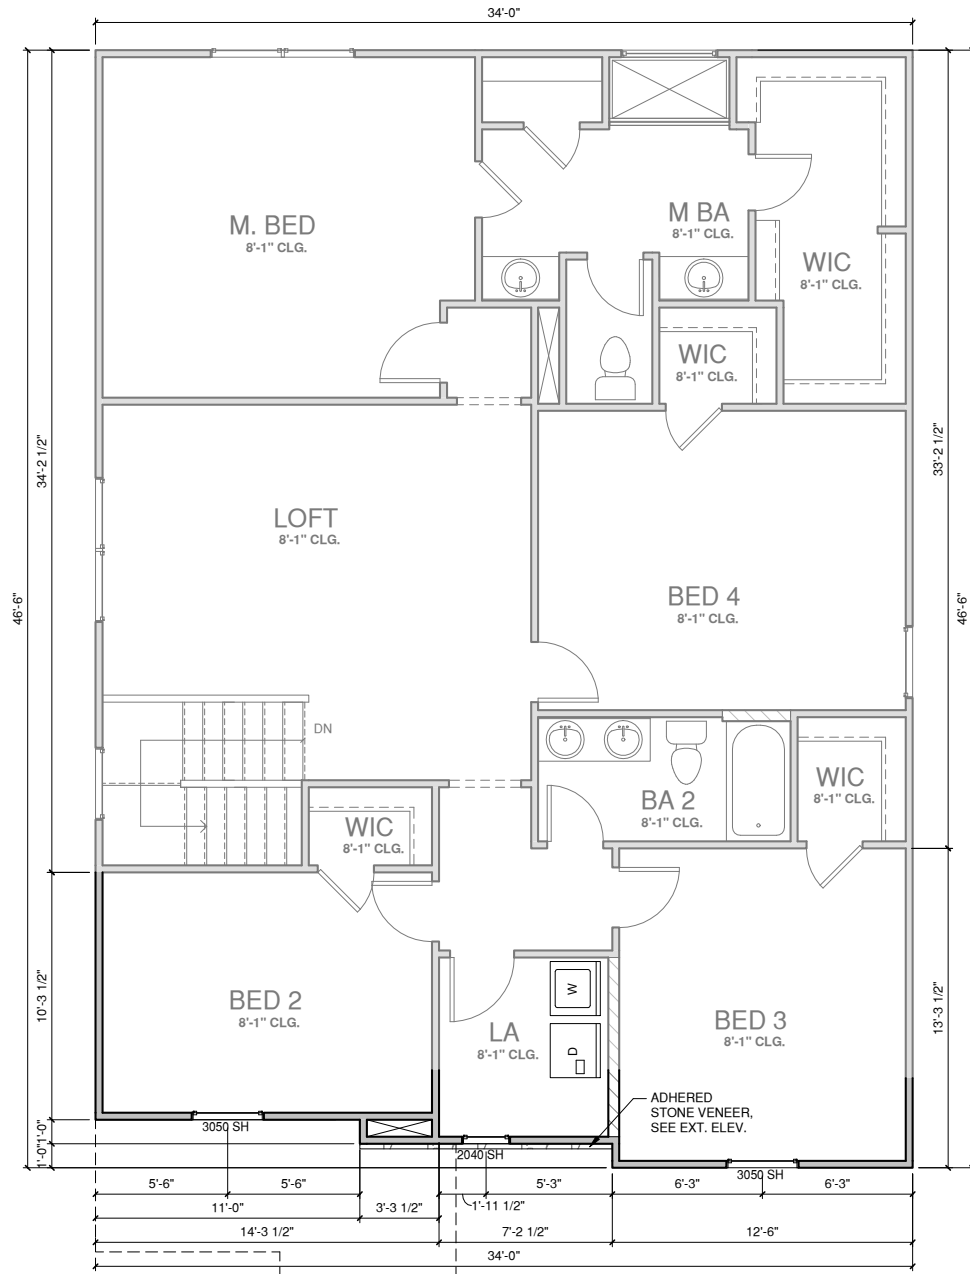 34'-0"
M. BED
8'-1" CLG.
M BA
8'-1" CLG.
WIC
8'-1" CLG.
WIC
8'-1" CLG.
34'-2 1/2"
33'-2 1/2"
LOFT
8'-1" CLG.
46'-6"
46'-6"
BED 4
8'-1" CLG.
DN
WIC
8'-1" CLG.
BA 2
8'-1" CLG.
WIC
8'-1" CLG.
10'-3 1/2"
BED 2
8'-1" CLG.
W
D
LA
8'-1" CLG.
BED 3
8'-1" CLG.
13'-3 1/2"
ADHERED
STONE VENEER,
SEE EXT. ELEV.
1'-0"
1'-0"
3050 SH
2040 SH
3050 SH
5'-6"
5'-6"
5'-3"
6'-3"
6'-3"
11'-0"
3'-3 1/2"
1'-11 1/2"
14'-3 1/2"
7'-2 1/2"
12'-6"
34'-0"